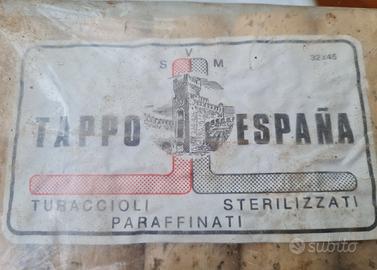 V
S M
32x45
TAPPO ESPAÑA
TURACCIOLI STERILIZZATI
PARAFFINATI
subito